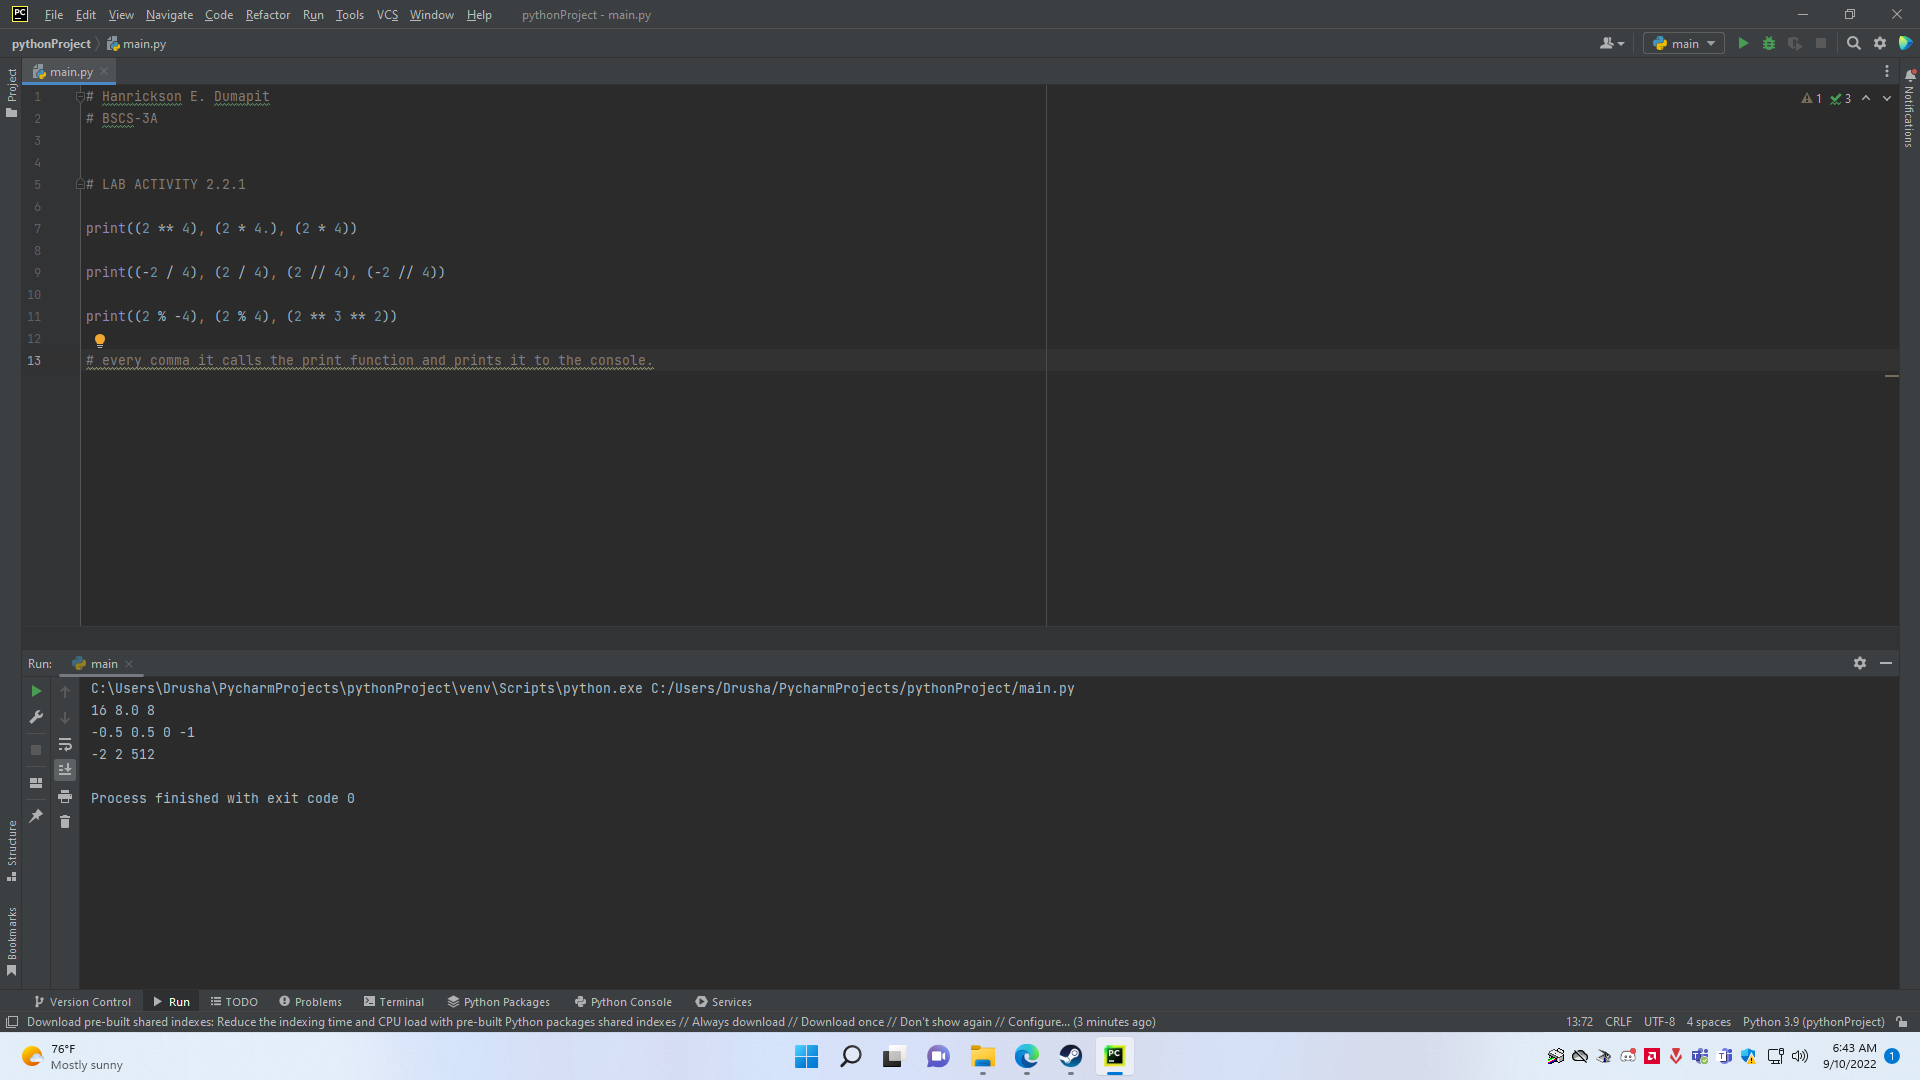 PC File Edit View Navigate Code Refactor Run Tools VCS Window Help pythonProject - main.py
pythonProject main.py main
main.py
Project
Notifications
1 # Hanrickson E. Dumapit
1 3
2 # BSCS-3A
3
4
5 # LAB ACTIVITY 2.2.1
6
7 print((2 ** 4), (2 * 4.), (2 * 4))
8
9 print((-2 / 4), (2 / 4), (2 // 4), (-2 // 4))
10
11 print((2 % -4), (2 % 4), (2 ** 3 ** 2))
12
13 # every comma it calls the print function and prints it to the console.
Run: main
C:\Users\Drusha\PycharmProjects\pythonProject\venv\Scripts\python.exe C:/Users/Drusha/PycharmProjects/pythonProject/main.py
16 8.0 8
-0.5 0.5 0 -1
-2 2 512
Process finished with exit code 0
Structure
Bookmarks
Version Control Run TODO Problems Terminal Python Packages Python Console Services
Download pre-built shared indexes: Reduce the indexing time and CPU load with pre-built Python packages shared indexes // Always download // Download once // Don't show again // Configure... (3 minutes ago) 13:72 CRLF UTF-8 4 spaces Python 3.9 (pythonProject)
76°F
Mostly sunny
PC
6:43 AM
9/10/2022
1